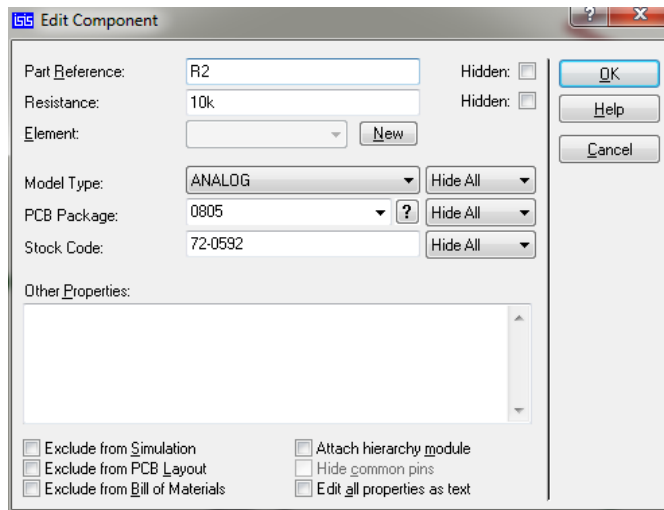 isis Edit Component
? X
Part Reference: R2 Hidden: OK
Resistance: 10k Hidden: Help
Element: New Cancel
Model Type: ANALOG Hide All
PCB Package: 0805 ? Hide All
Stock Code: 72-0592 Hide All
Other Properties:
Exclude from Simulation Attach hierarchy module
Exclude from PCB Layout Hide common pins
Exclude from Bill of Materials Edit all properties as text